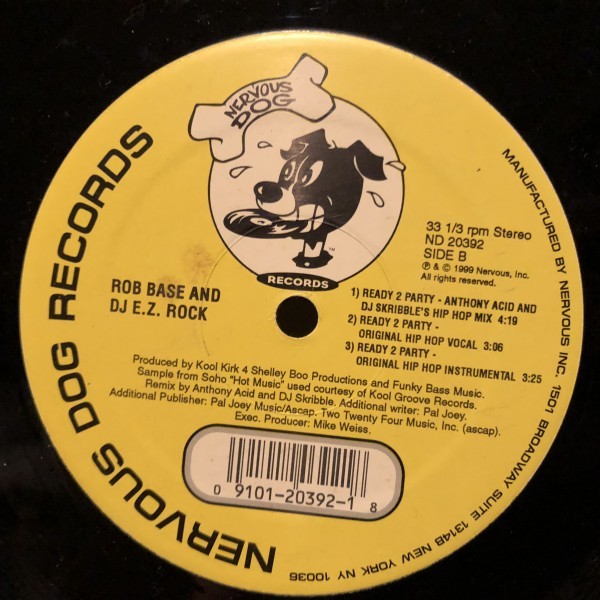 NERVOUS
DOG
RECORDS
NERVOUS DOG RECORDS
ROB BASE AND
DJ E.Z. ROCK
33 1/3 rpm Stereo
ND 20392
SIDE B
℗ & © 1999 Nervous, Inc.
All rights reserved.
1) READY 2 PARTY - ANTHONY ACID AND
DJ SKRIBBLE'S HIP HOP MIX 4:19
2) READY 2 PARTY -
ORIGINAL HIP HOP VOCAL 3:06
3) READY 2 PARTY -
ORIGINAL HIP HOP INSTRUMENTAL 3:25
Produced by Kool Kirk 4 Shelley Boo Productions and Funky Bass Music.
Sample from Soho "Hot Music" used courtesy of Kool Groove Records.
Remix by Anthony Acid and DJ Skribble. Additional writer: Pal Joey.
Additional Publisher: Pal Joey Music/Ascap. Two Twenty Four Music, Inc. (ascap).
Exec. Producer: Mike Weiss.
0 9101-20392-1 8
MANUFACTURED BY NERVOUS INC. 1501 BROADWAY SUITE 1314B NEW YORK NY 10036
TM